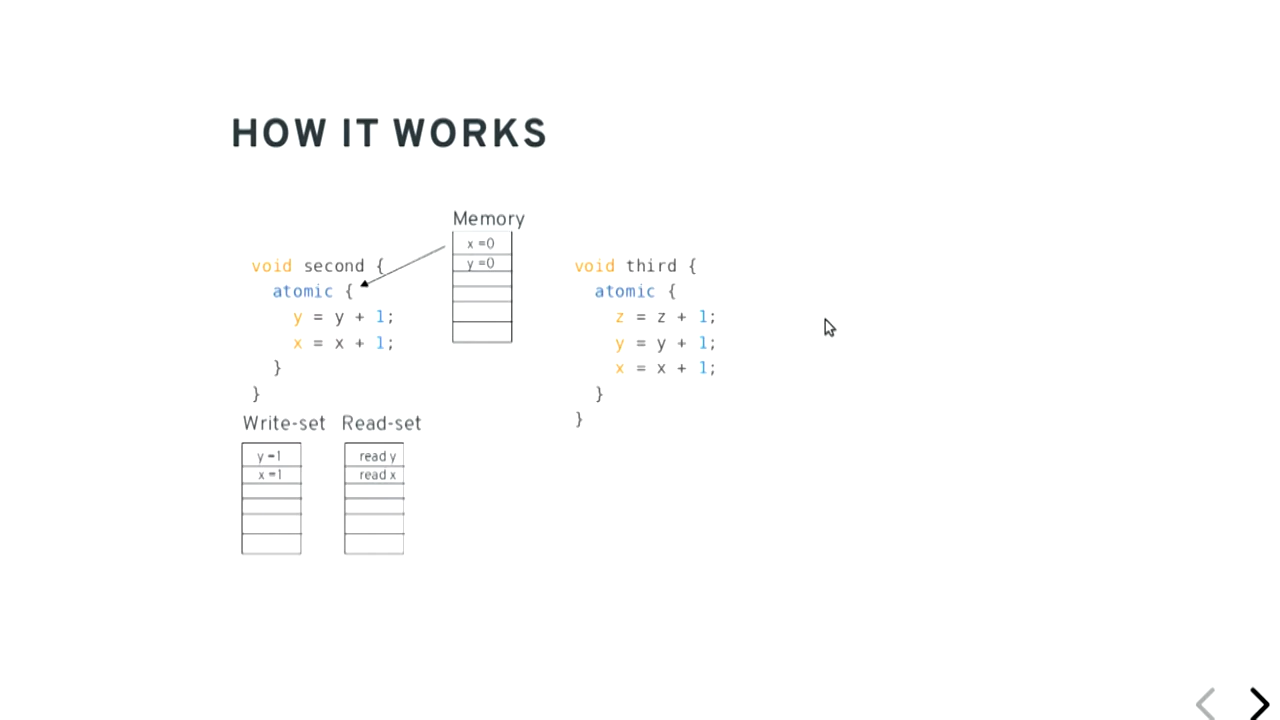 HOW IT WORKS
Memory
x =0
y =0
void second {
atomic {
y = y + 1;
x = x + 1;
}
}
void third {
atomic {
z = z + 1;
y = y + 1;
x = x + 1;
}
}
Write-set
y =1
x =1
Read-set
read y
read x